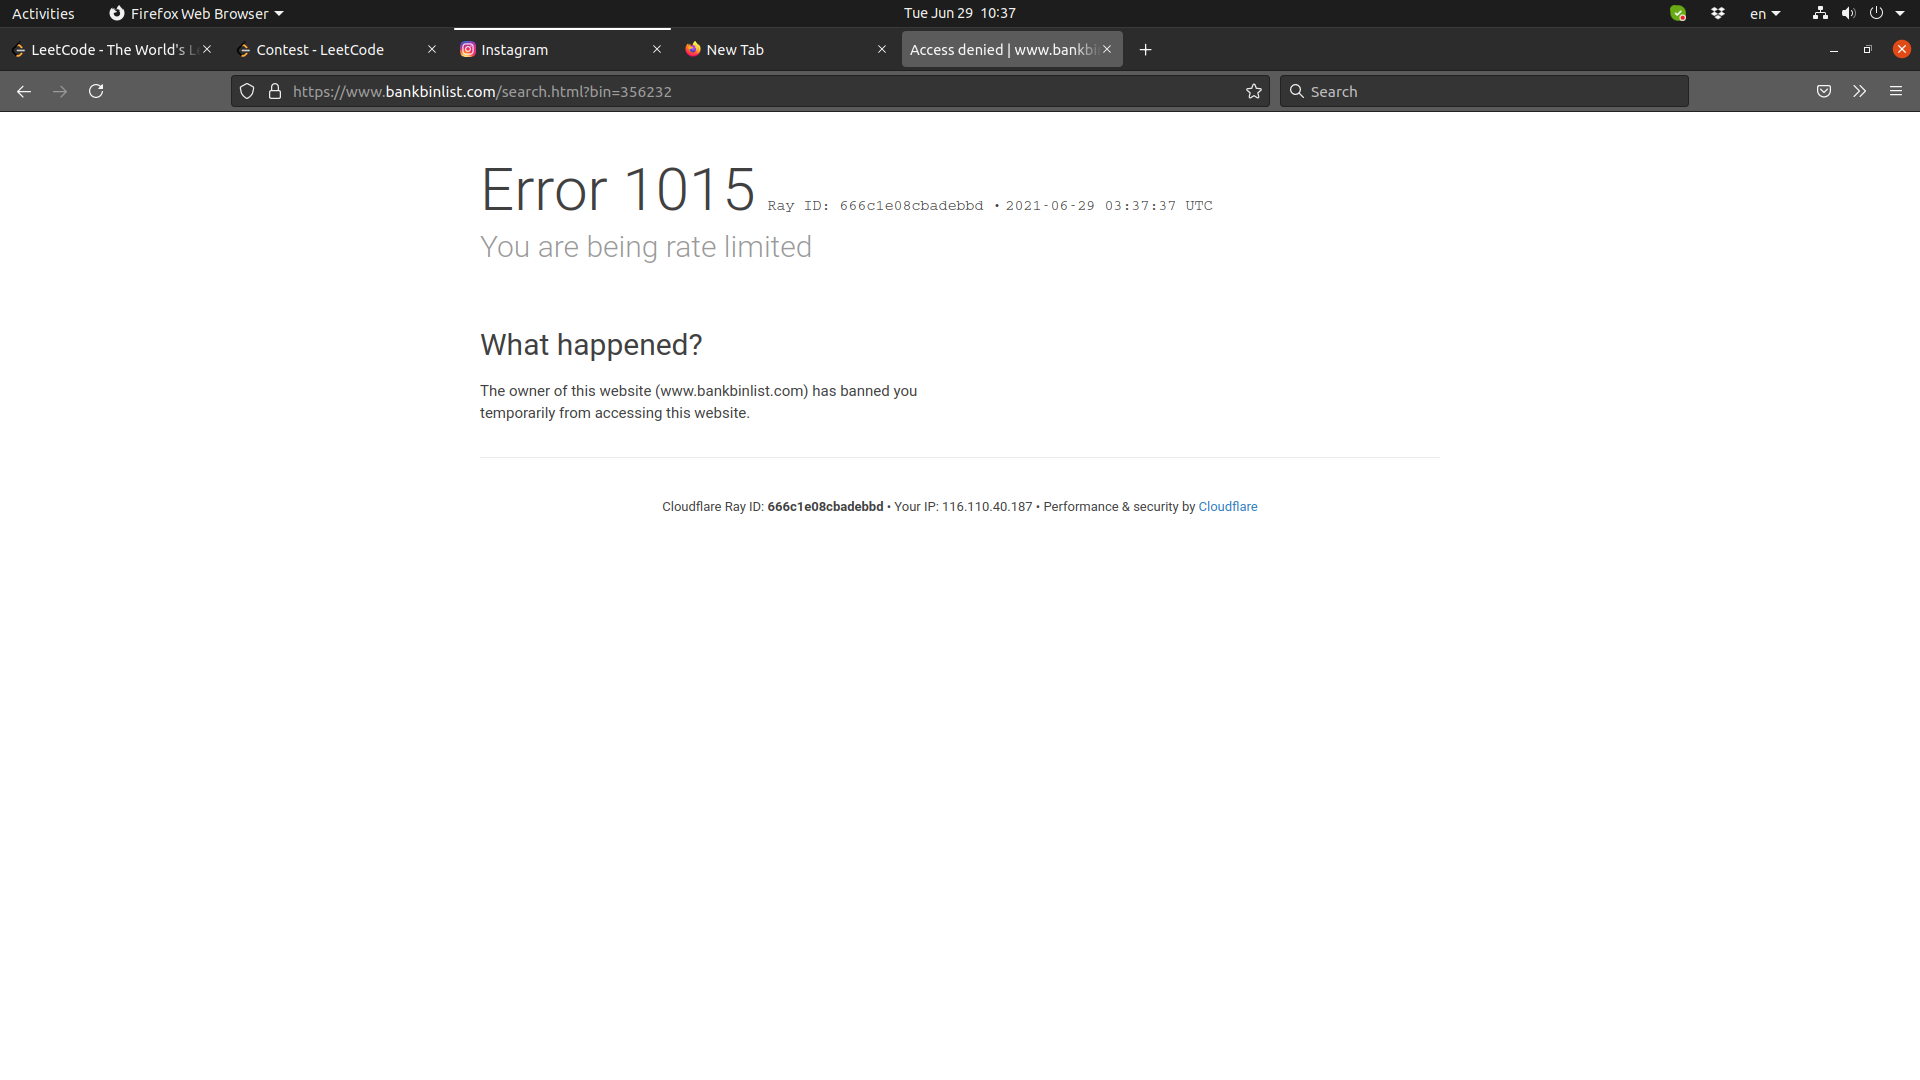 Activities Firefox Web Browser Tue Jun 29 10:37 en
LeetCode - The World's L Contest - LeetCode Instagram New Tab Access denied | www.bankbi
https://www.bankbinlist.com/search.html?bin=356232 Search
Error 1015 Ray ID: 666c1e08cbadebbd • 2021-06-29 03:37:37 UTC
You are being rate limited
What happened?
The owner of this website (www.bankbinlist.com) has banned you
temporarily from accessing this website.
Cloudflare Ray ID: 666c1e08cbadebbd • Your IP: 116.110.40.187 • Performance & security by Cloudflare